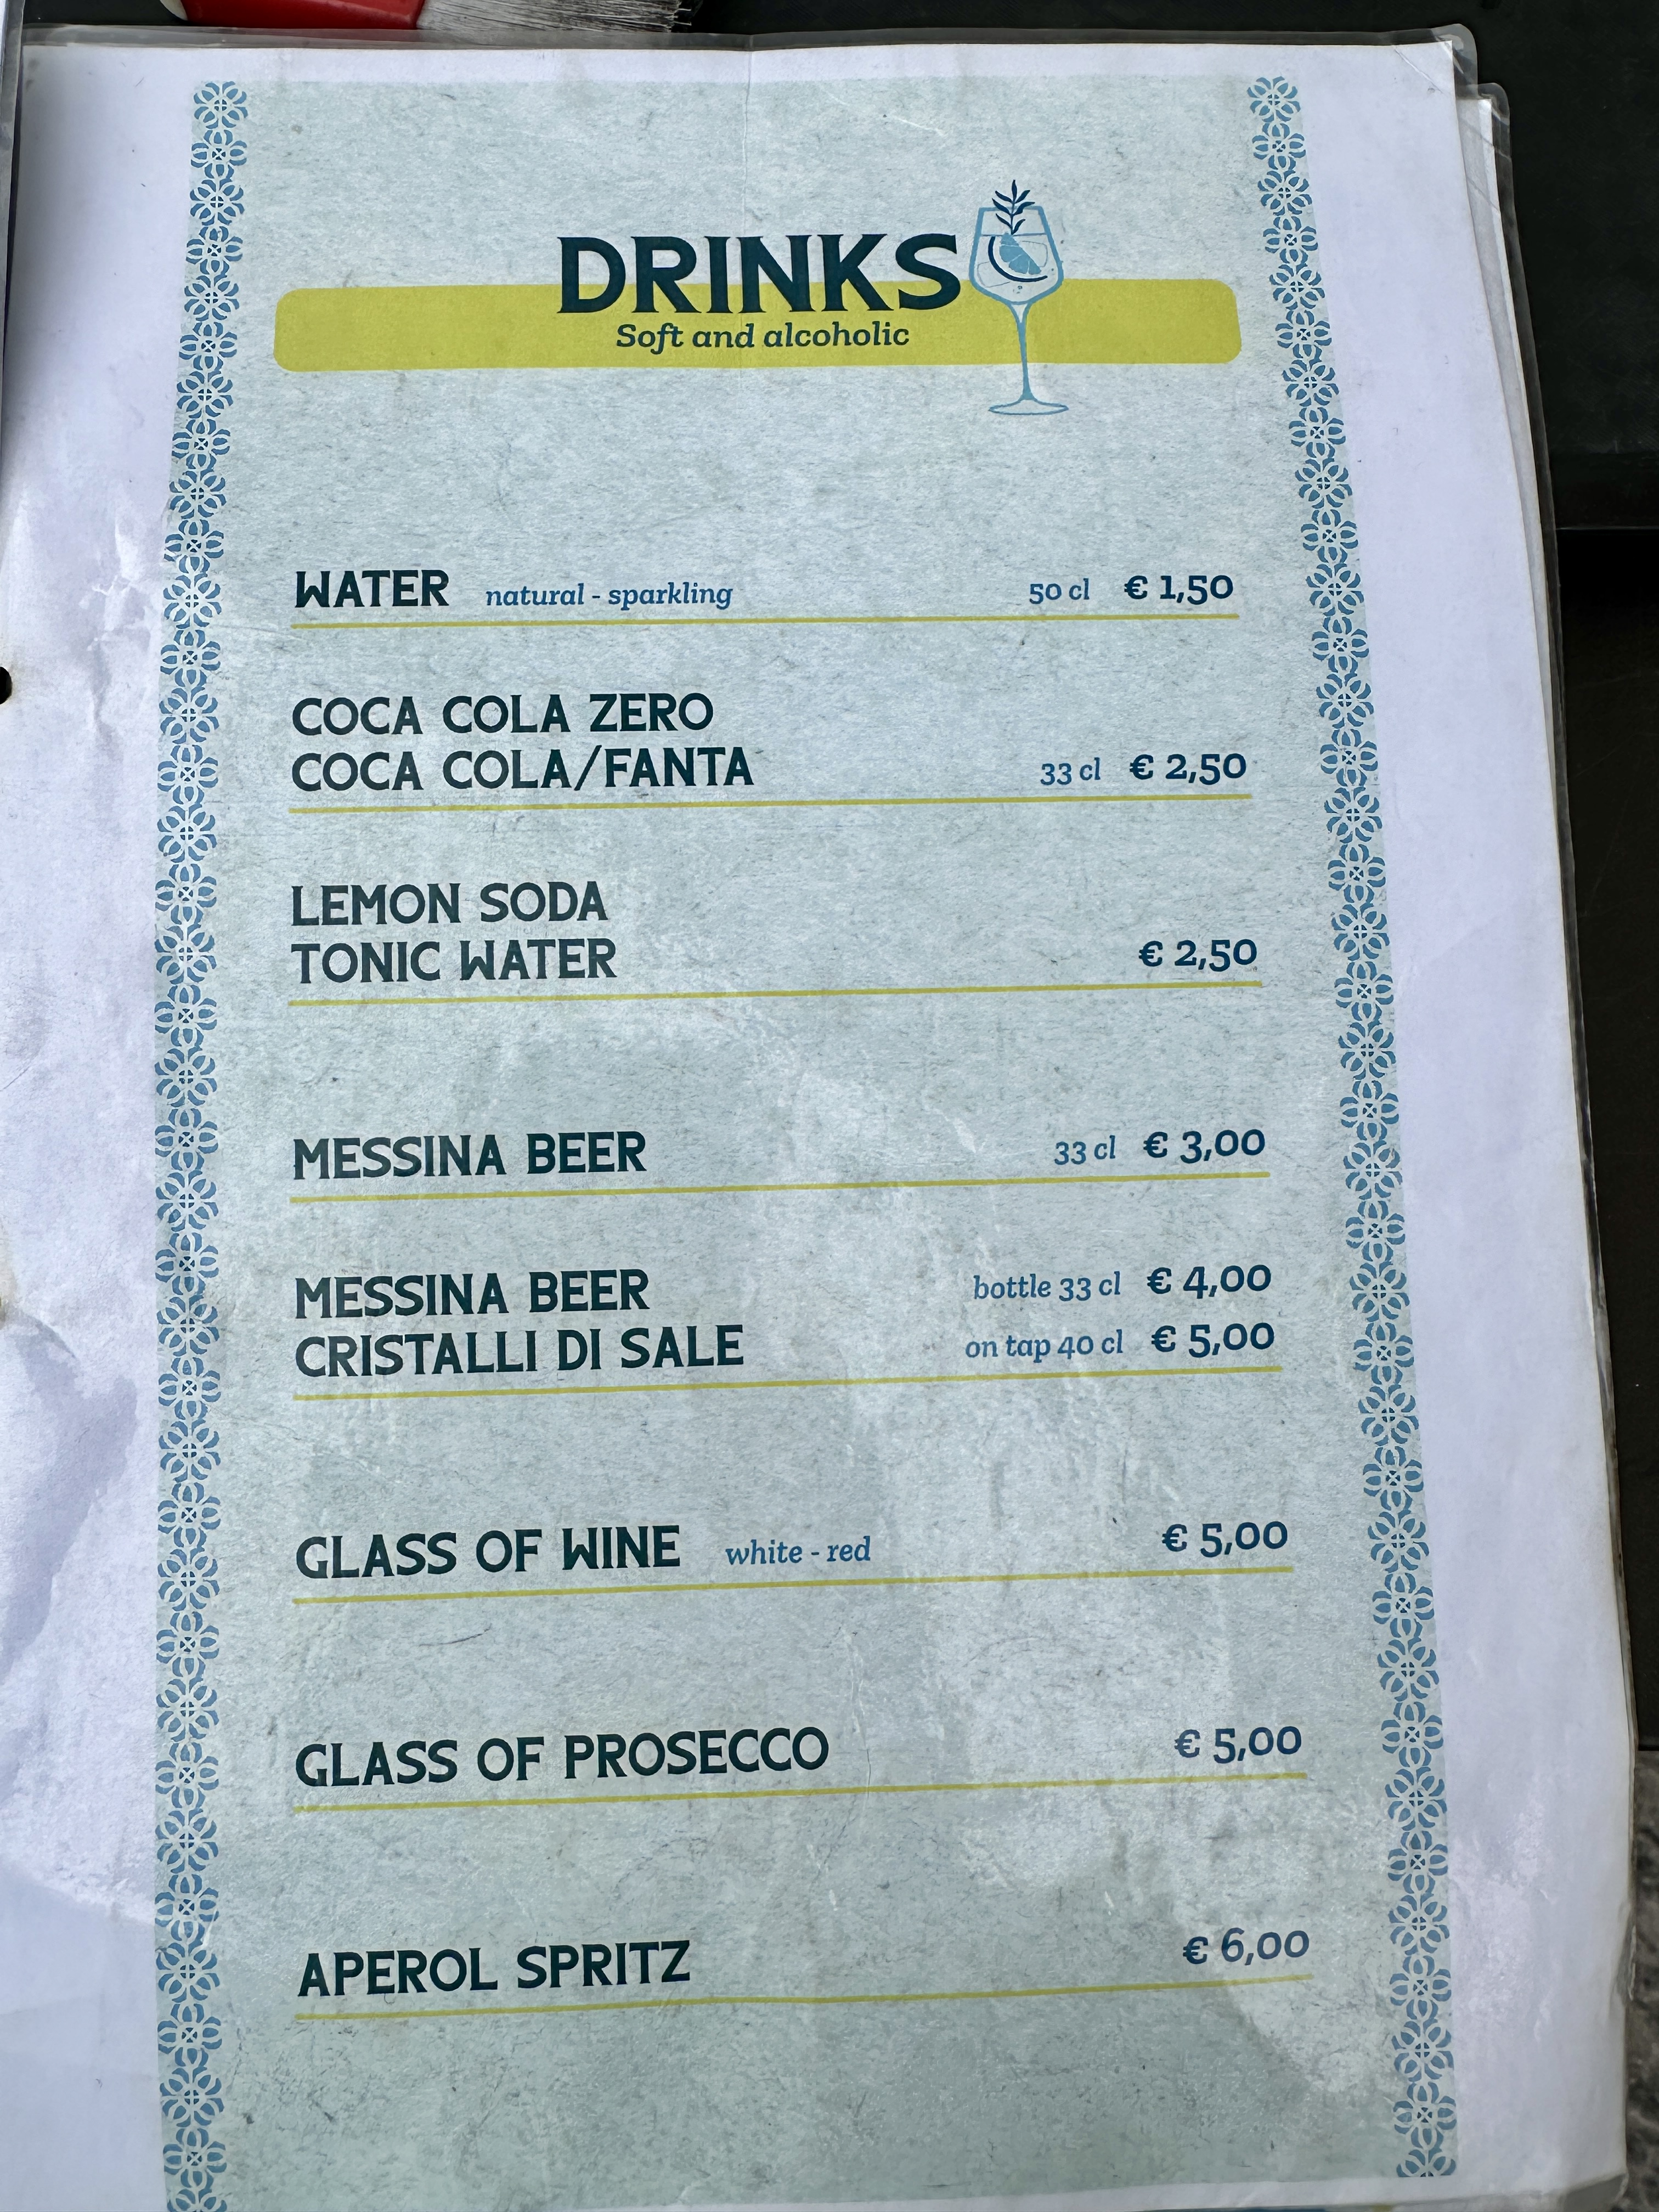 DRINKS
Soft and alcoholic
WATER natural - sparkling 50 cl € 1,50
COCA COLA ZERO
COCA COLA/FANTA 33 cl € 2,50
LEMON SODA
TONIC WATER € 2,50
MESSINA BEER 33 cl € 3,00
MESSINA BEER bottle 33 cl € 4,00
CRISTALLI DI SALE on tap 40 cl € 5,00
GLASS OF WINE white - red € 5,00
GLASS OF PROSECCO € 5,00
APEROL SPRITZ € 6,00